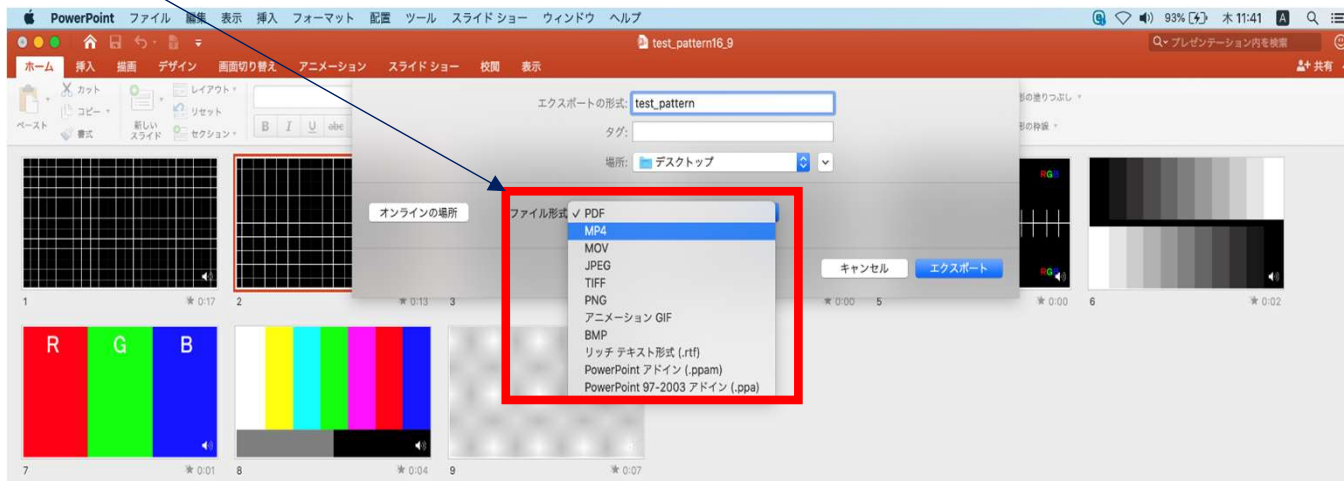 PowerPoint ファイル 編集 表示 挿入 フォーマット 配置 ツール スライドショー ウィンドウ ヘルプ 93% 木11:41 A
test_pattern16_9
プレゼンテーション内を検索
ホーム 挿入 描画 デザイン 画面切り替え アニメーション スライドショー 校閲 表示 共有
ペースト
カット
コピー
書式
新しい
スライド
レイアウト
リセット
セクション
B I U abc
エクスポートの形式: test_pattern
タグ:
場所: デスクトップ
オンラインの場所
ファイル形式 ✓ PDF
MP4
MOV
JPEG
TIFF
PNG
アニメーション GIF
BMP
リッチ テキスト形式 (.rtf)
PowerPoint アドイン (.ppam)
PowerPoint 97-2003 アドイン (.ppa)
キャンセル エクスポート
形の塗りつぶし
形の枠線
RGB
RGB
1 0:17 2 0:13 3 0:00 5 0:00 6 0:02
R G B
7 0:01 8 0:04 9 0:07